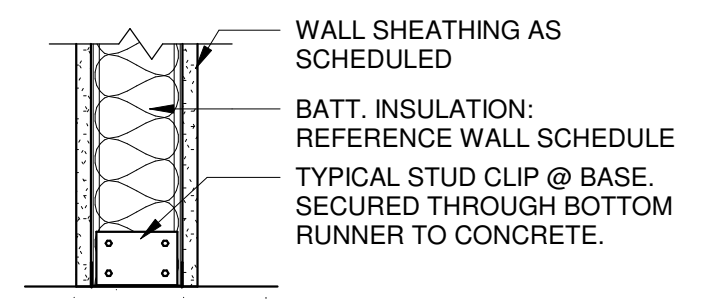 WALL SHEATHING AS
SCHEDULED
BATT. INSULATION:
REFERENCE WALL SCHEDULE
TYPICAL STUD CLIP @ BASE.
SECURED THROUGH BOTTOM
RUNNER TO CONCRETE.